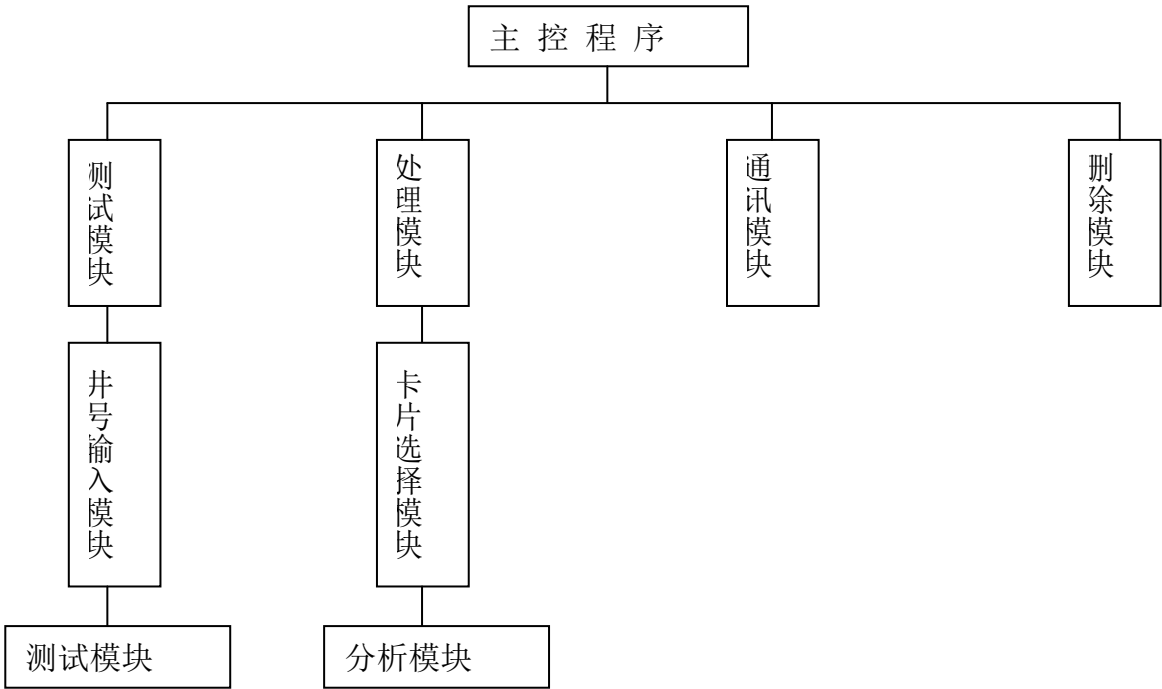 主控程序
测试模块
处理模块
通讯模块
删除模块
井号输入模块
卡片选择模块
测试模块
分析模块